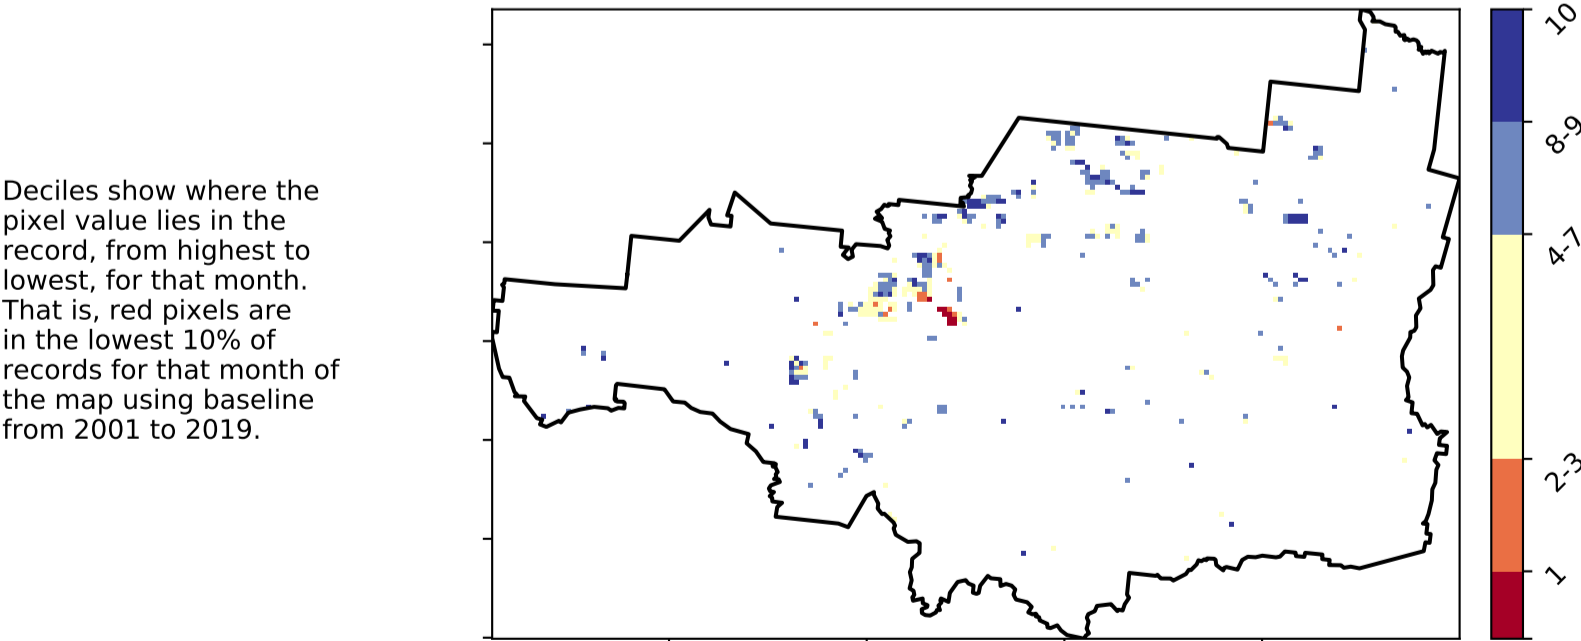 Deciles show where the
pixel value lies in the
record, from highest to
lowest, for that month.
That is, red pixels are
in the lowest 10% of
records for that month of
the map using baseline
from 2001 to 2019.
10
8-9
4-7
2-3
1